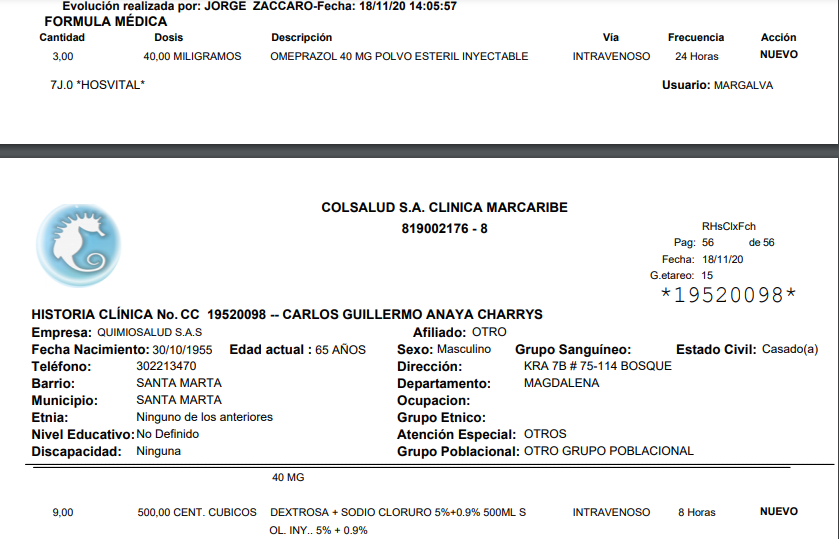 Evolución realizada por: JORGE ZACCARO-Fecha: 18/11/20 14:05:57
FORMULA MÉDICA
Cantidad Dosis Descripción Vía Frecuencia Acción
3,00 40,00 MILIGRAMOS OMEPRAZOL 40 MG POLVO ESTERIL INYECTABLE INTRAVENOSO 24 Horas NUEVO
7J.0 *HOSVITAL* Usuario: MARGALVA
COLSALUD S.A. CLINICA MARCARIBE
819002176 - 8
RHsClxFch
Pag: 56 de 56
Fecha: 18/11/20
G.etareo: 15
*19520098*
HISTORIA CLÍNICA No. CC 19520098 -- CARLOS GUILLERMO ANAYA CHARRYS
Empresa: QUIMIOSALUD S.A.S Afiliado: OTRO
Fecha Nacimiento: 30/10/1955 Edad actual : 65 AÑOS Sexo: Masculino Grupo Sanguíneo: Estado Civil: Casado(a)
Teléfono: 302213470 Dirección: KRA 7B # 75-114 BOSQUE
Barrio: SANTA MARTA Departamento: MAGDALENA
Municipio: SANTA MARTA Ocupacion:
Etnia: Ninguno de los anteriores Grupo Etnico:
Nivel Educativo: No Definido Atención Especial: OTROS
Discapacidad: Ninguna Grupo Poblacional: OTRO GRUPO POBLACIONAL
40 MG
9,00 500,00 CENT. CUBICOS DEXTROSA + SODIO CLORURO 5%+0.9% 500ML S INTRAVENOSO 8 Horas NUEVO
OL. INY.. 5% + 0.9%